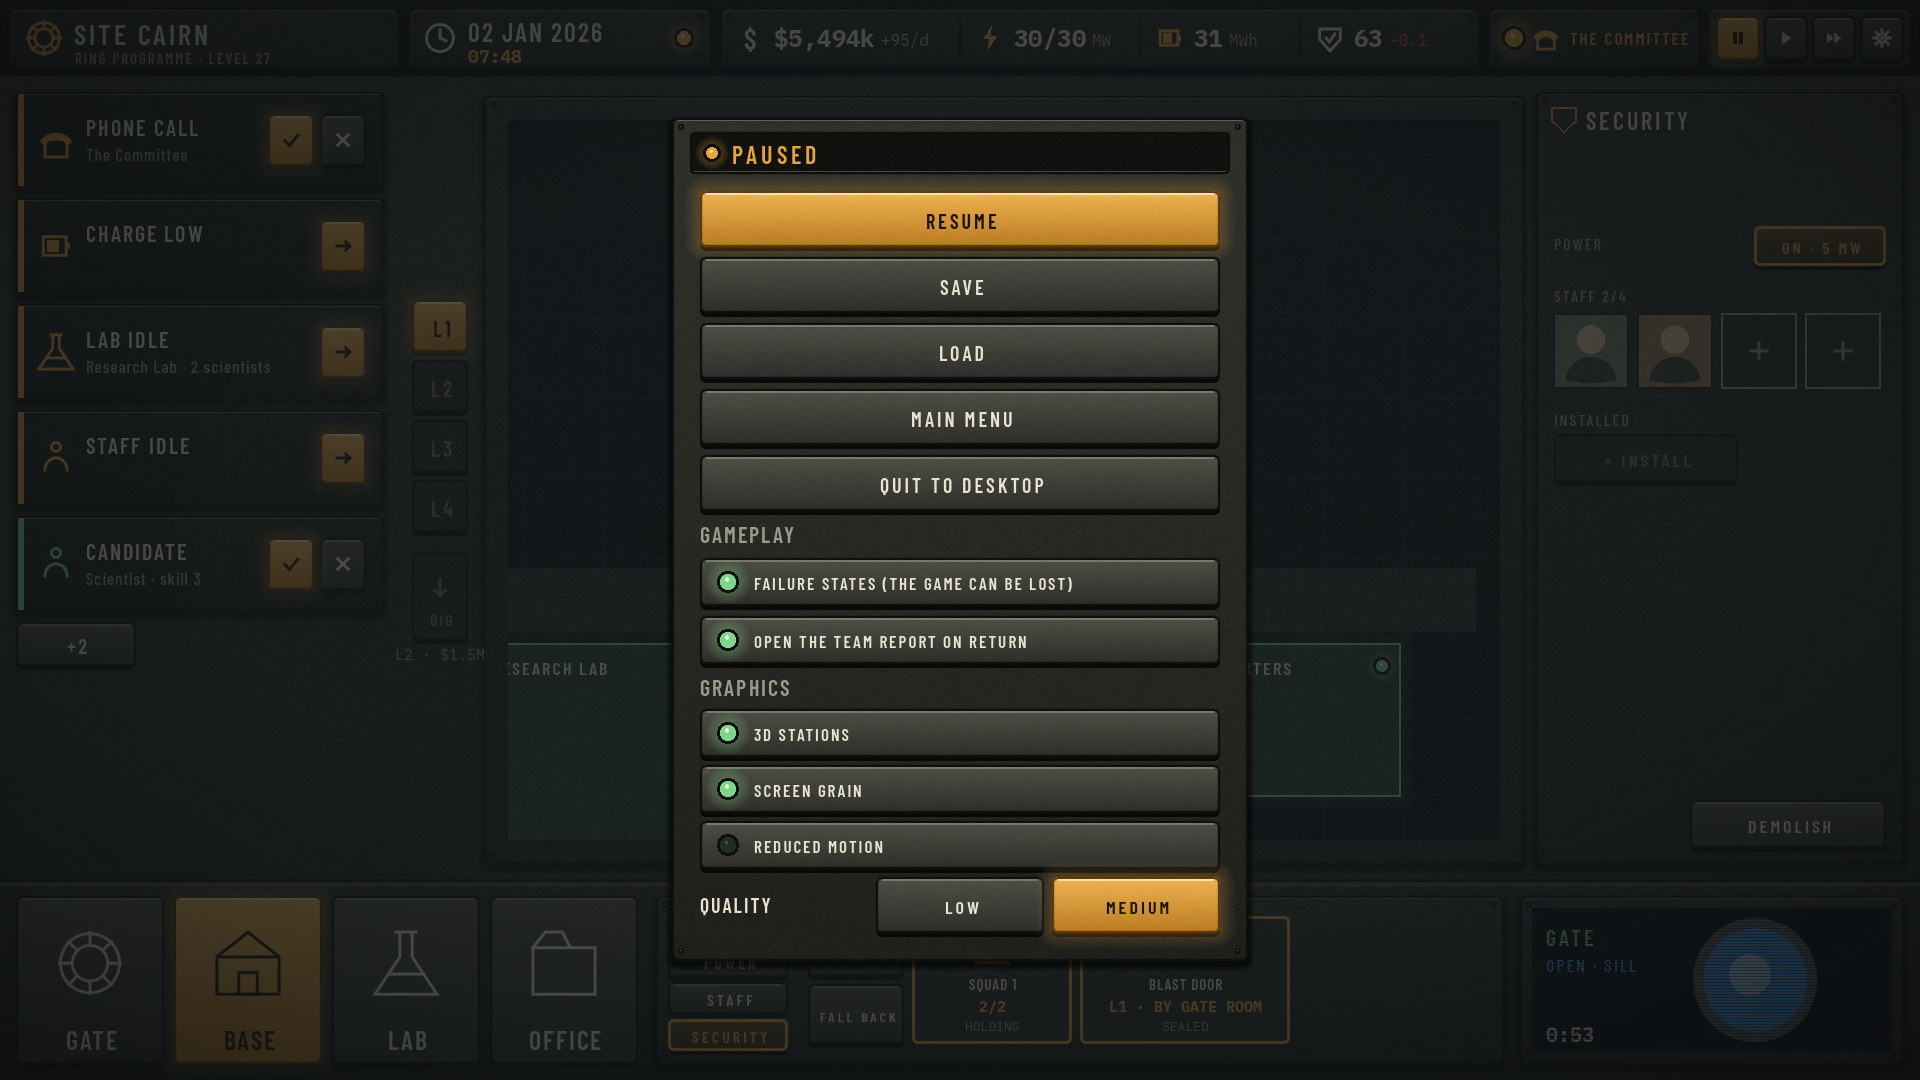 SITE CAIRN
RING PROGRAMME · LEVEL 27
02 JAN 2026
07:48
$ $5,494k +95/d
30/30 MW
31 MWh
63 -0.1
THE COMMITTEE
PHONE CALL
The Committee
CHARGE LOW
LAB IDLE
Research Lab · 2 scientists
STAFF IDLE
CANDIDATE
Scientist · skill 3
+2
L1
L2
L3
L4
DIG
L2 · $1.5M
PAUSED
RESUME
SAVE
LOAD
MAIN MENU
QUIT TO DESKTOP
GAMEPLAY
FAILURE STATES (THE GAME CAN BE LOST)
OPEN THE TEAM REPORT ON RETURN
GRAPHICS
3D STATIONS
SCREEN GRAIN
REDUCED MOTION
QUALITY
LOW
MEDIUM
ESEARCH LAB
RTERS
SECURITY
POWER
ON · 5 MW
STAFF 2/4
INSTALLED
+ INSTALL
DEMOLISH
GATE
BASE
LAB
OFFICE
POWER
STAFF
SECURITY
FALL BACK
SQUAD 1
2/2
HOLDING
BLAST DOOR
L1 · BY GATE ROOM
SEALED
GATE
OPEN · SILL
0:53